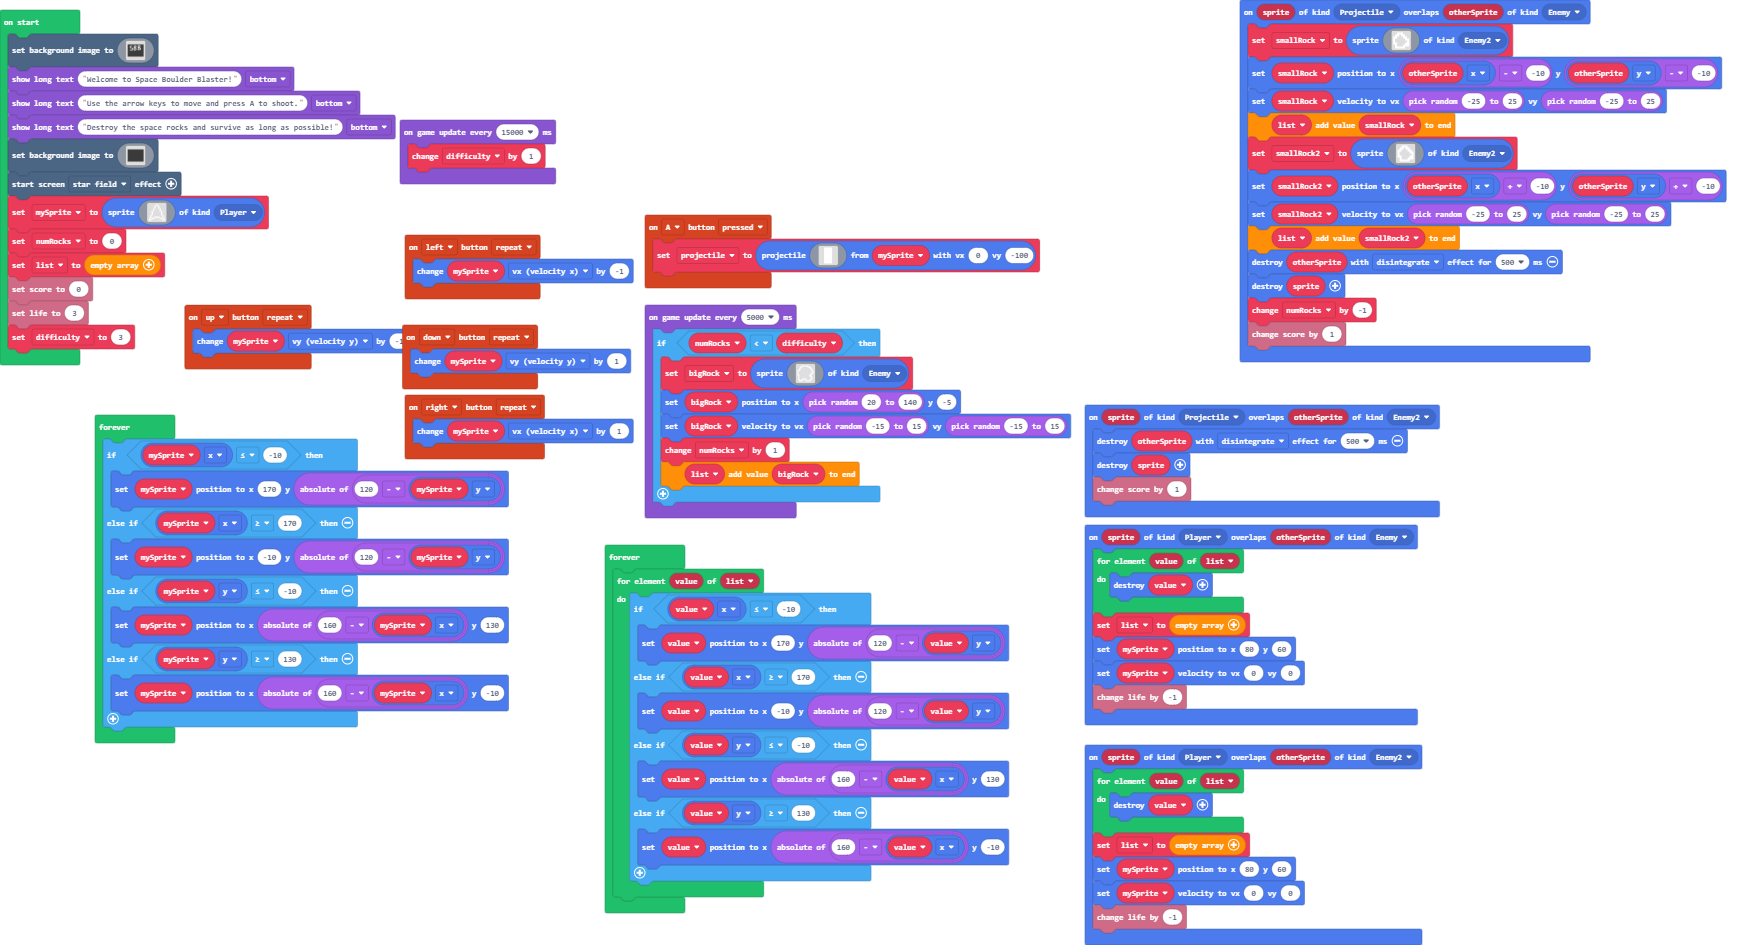 on start
set background image to
show long text "Welcome to Space Boulder Blaster!" bottom
show long text "Use the arrow keys to move and press A to shoot." bottom
show long text "Destroy the space rocks and survive as long as possible!" bottom
set background image to
start screen star field effect
set mySprite to sprite of kind Player
set numRocks to 0
set list to empty array
set score to 0
set life to 3
set difficulty to 3
on game update every 15000 ms
change difficulty by 1
on up button repeat
change mySprite vy (velocity y) by
on left button repeat
change mySprite vx (velocity x) by -1
on down button repeat
change mySprite vy (velocity y) by 1
on right button repeat
change mySprite vx (velocity x) by 1
forever
if mySprite x ≤ -10 then
set mySprite position to x 170 y absolute of 120 - mySprite y
else if mySprite x ≥ 170 then
set mySprite position to x -10 y absolute of 120 - mySprite y
else if mySprite y ≤ -10 then
set mySprite position to x absolute of 160 - mySprite x y 130
else if mySprite y ≥ 130 then
set mySprite position to x absolute of 160 - mySprite x y -10
on A button pressed
set projectile to projectile from mySprite with vx 0 vy -100
on game update every 5000 ms
if numRocks < difficulty then
set bigRock to sprite of kind Enemy
set bigRock position to x pick random 20 to 140 y -5
set bigRock velocity to vx pick random -15 to 15 vy pick random -15 to 15
change numRocks by 1
list add value bigRock to end
forever
for element value of list
do
if value x ≤ -10 then
set value position to x 170 y absolute of 120 - value y
else if value x ≥ 170 then
set value position to x -10 y absolute of 120 - value y
else if value y ≤ -10 then
set value position to x absolute of 160 - value x y 130
else if value y ≥ 130 then
set value position to x absolute of 160 - value x y -10
on sprite of kind Projectile overlaps otherSprite of kind Enemy
set smallRock to sprite of kind Enemy2
set smallRock position to x otherSprite x - -10 y otherSprite y - -10
set smallRock velocity to vx pick random -25 to 25 vy pick random -25 to 25
list add value smallRock to end
set smallRock2 to sprite of kind Enemy2
set smallRock2 position to x otherSprite x + -10 y otherSprite y + -10
set smallRock2 velocity to vx pick random -25 to 25 vy pick random -25 to 25
list add value smallRock2 to end
destroy otherSprite with disintegrate effect for 500 ms
destroy sprite
change numRocks by -1
change score by 1
on sprite of kind Projectile overlaps otherSprite of kind Enemy2
destroy otherSprite with disintegrate effect for 500 ms
destroy sprite
change score by 1
on sprite of kind Player overlaps otherSprite of kind Enemy
for element value of list
do destroy value
set list to empty array
set mySprite position to x 80 y 60
set mySprite velocity to vx 0 vy 0
change life by -1
on sprite of kind Player overlaps otherSprite of kind Enemy2
for element value of list
do destroy value
set list to empty array
set mySprite position to x 80 y 60
set mySprite velocity to vx 0 vy 0
change life by -1